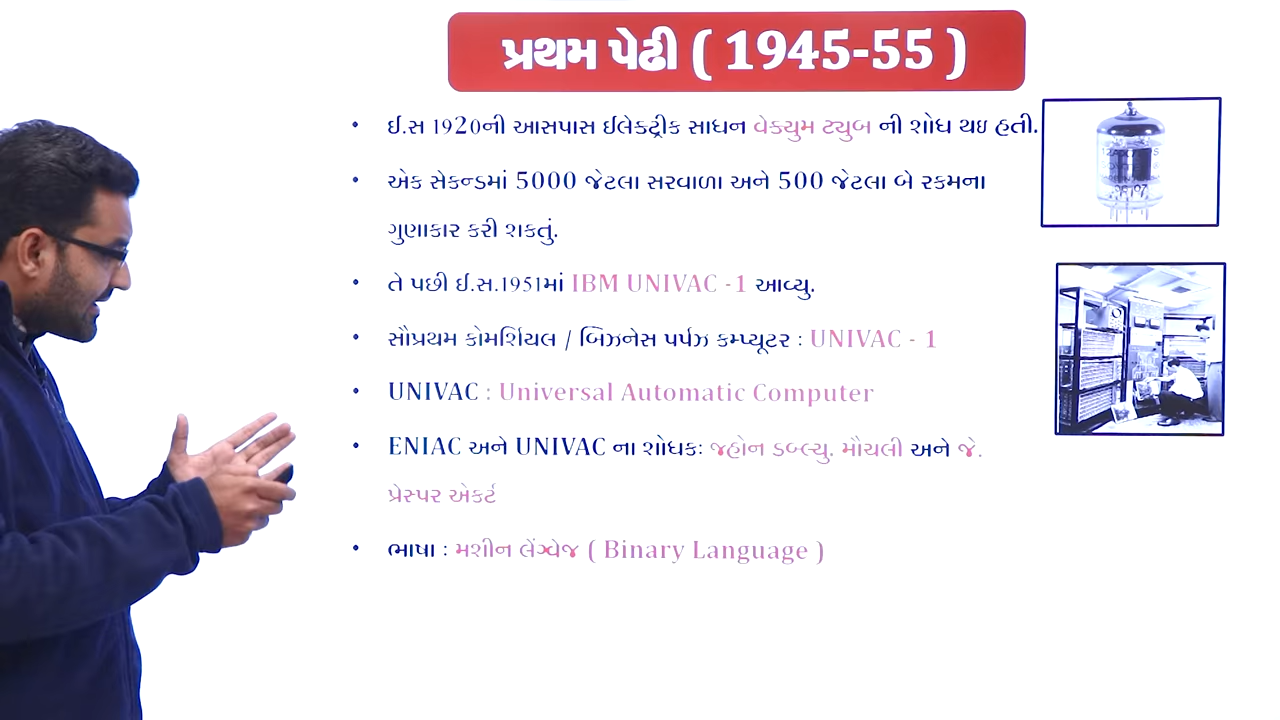 પ્રથમ પેઢી ( 1945-55 )
• ઈ.સ 1920ની આસપાસ ઈલેક્ટ્રીક સાધન વેક્યુમ ટ્યુબ ની શોધ થઇ હતી.
• એક સેકન્ડમાં 5000 જેટલા સરવાળા અને 500 જેટલા બે રકમના
ગુણાકાર કરી શકતું.
• તે પછી ઈ.સ.1951માં IBM UNIVAC -1 આવ્યુ.
• સૌપ્રથમ કોમર્શિયલ / બિઝનેસ પર્પઝ કમ્પ્યૂટર : UNIVAC - 1
• UNIVAC : Universal Automatic Computer
• ENIAC અને UNIVAC ના શોધક: જ્હોન ડબ્લ્યુ. મૌચલી અને જે.
પ્રેસ્પર એકર્ટ
• ભાષા : મશીન લેંગ્વેજ ( Binary Language )